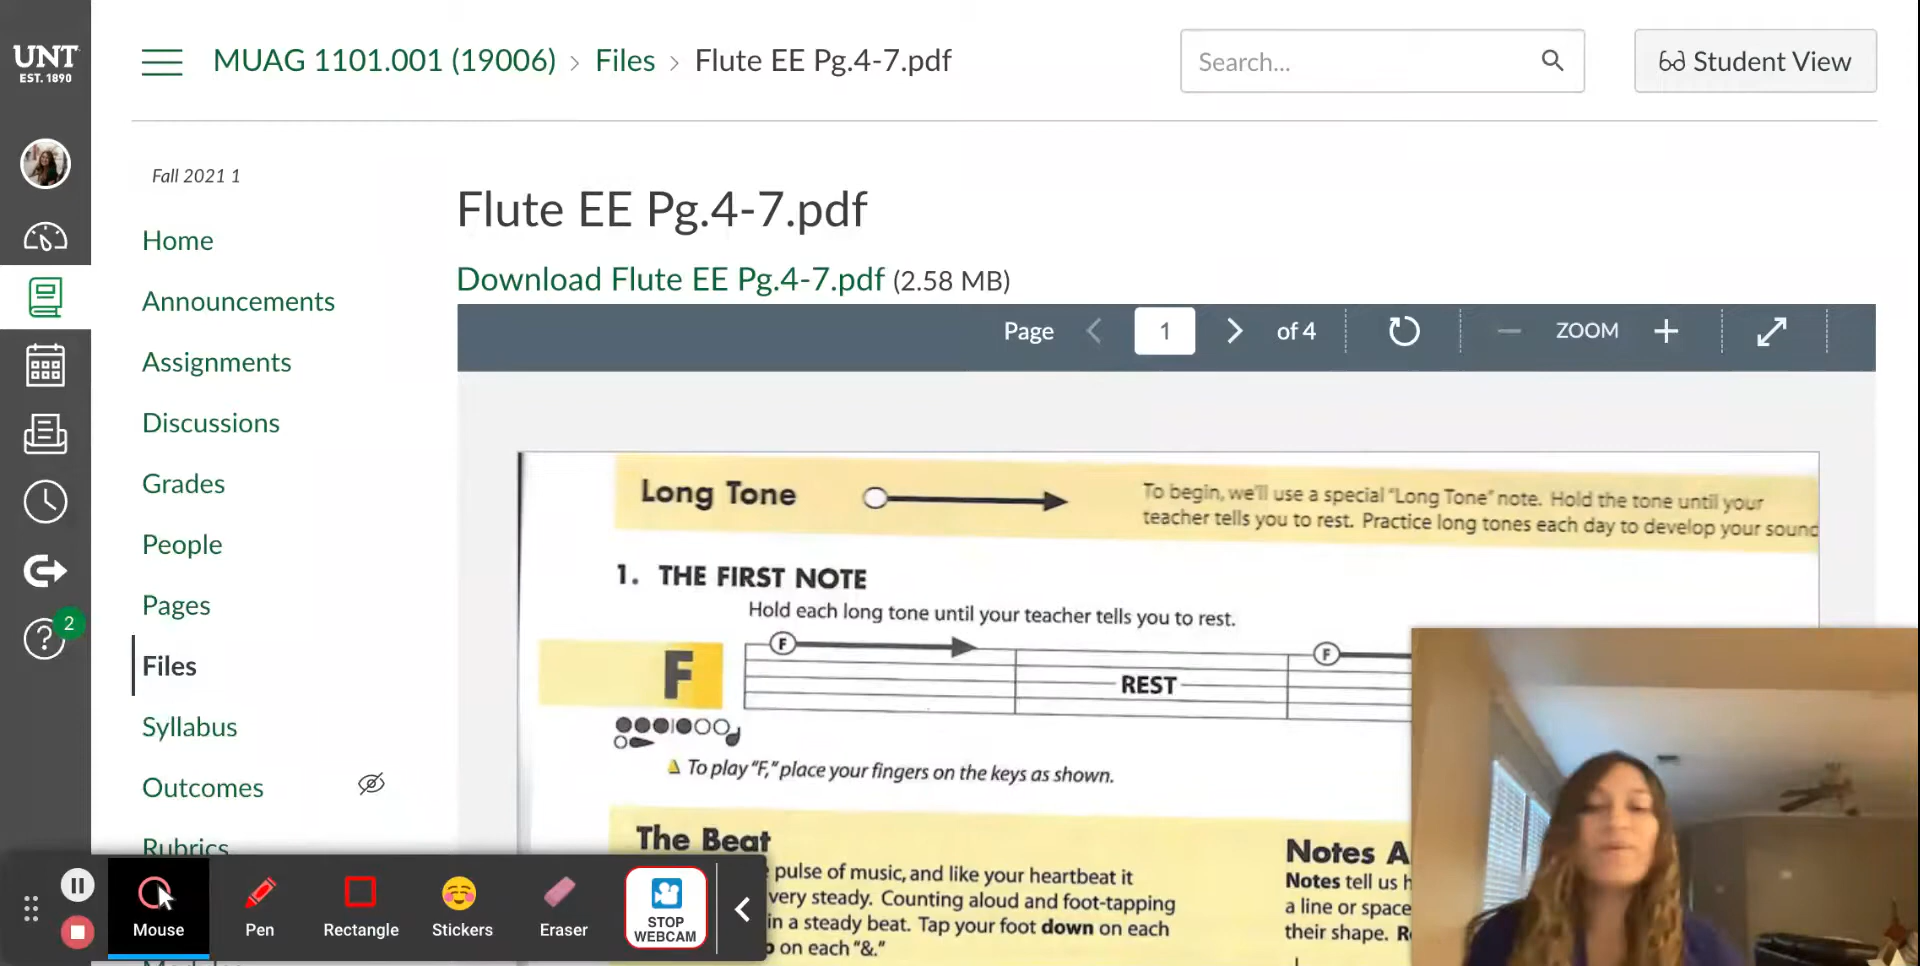 UNT
EST. 1890
MUAG 1101.001 (19006) > Files > Flute EE Pg.4-7.pdf
Search...
Student View
Fall 2021 1
Home
Announcements
Assignments
Discussions
Grades
People
Pages
Files
Syllabus
Outcomes
Rubrics
2
Flute EE Pg.4-7.pdf
Download Flute EE Pg.4-7.pdf (2.58 MB)
Page 1 of 4 ZOOM
Long Tone
To begin, we'll use a special "Long Tone" note. Hold the tone until your
teacher tells you to rest. Practice long tones each day to develop your sound
1. THE FIRST NOTE
Hold each long tone until your teacher tells you to rest.
F
F
F
REST
To play "F," place your fingers on the keys as shown.
The Beat
pulse of music, and like your heartbeat it
very steady. Counting aloud and foot-tapping
in a steady beat. Tap your foot down on each
on each "&."
Notes A
Notes tell us h
a line or space
their shape. R
Mouse
Pen
Rectangle
Stickers
Eraser
STOP
WEBCAM